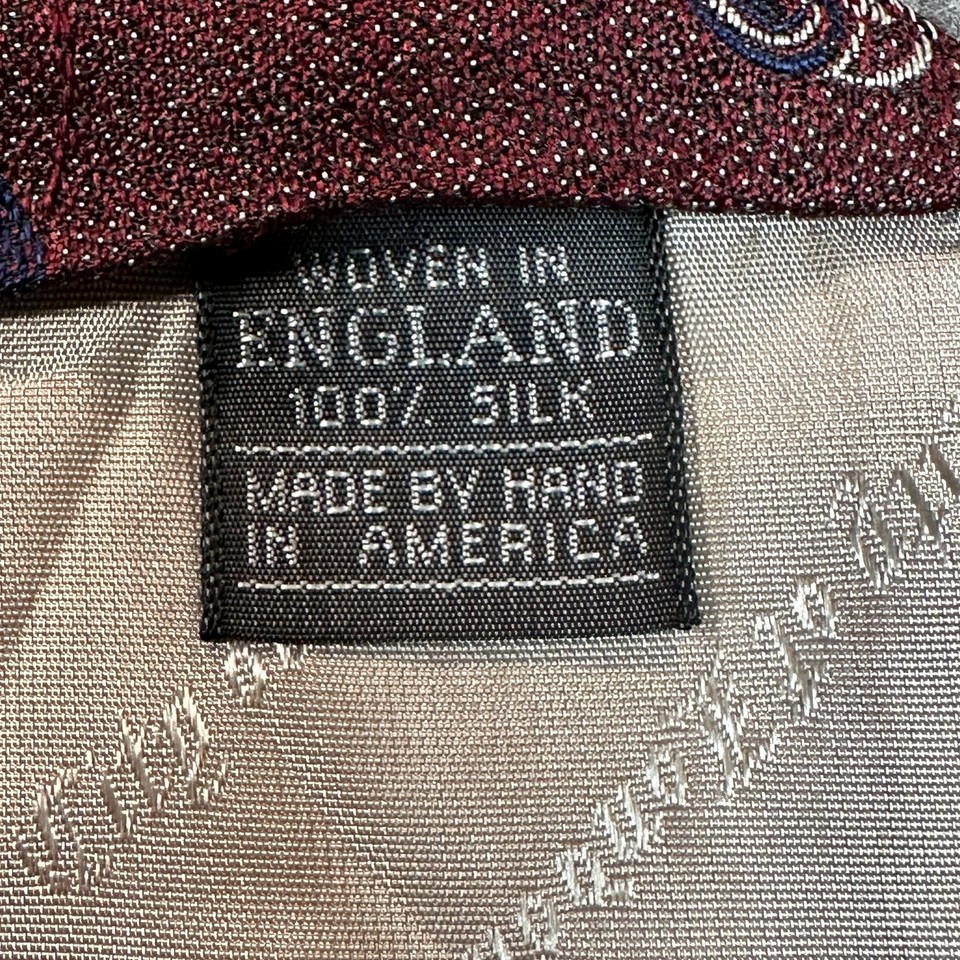 WOVEN IN
ENGLAND
100% SILK
MADE BY HAND
IN AMERICA